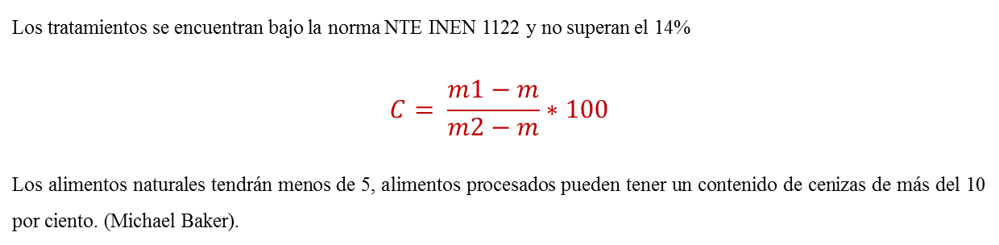 Los tratamientos se encuentran bajo la norma NTE INEN 1122 y no superan el 14%
C = \frac{m1 − m}{m2 − m} * 100
Los alimentos naturales tendrán menos de 5, alimentos procesados pueden tener un contenido de cenizas de más del 10
por ciento. (Michael Baker).